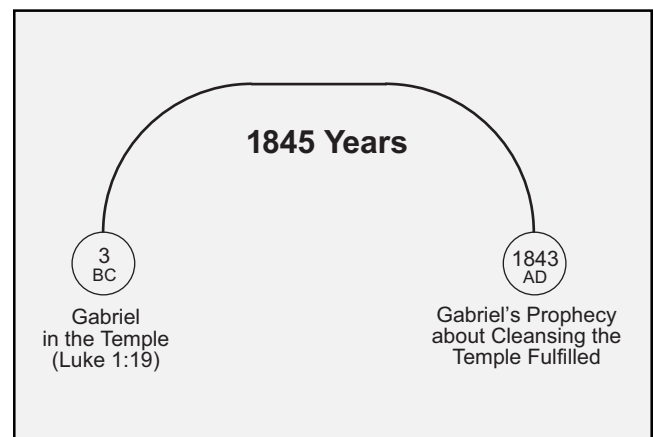 1845 Years
3
BC
Gabriel
in the Temple
(Luke 1:19)
1843
AD
Gabriel’s Prophecy
about Cleansing the
Temple Fulfilled